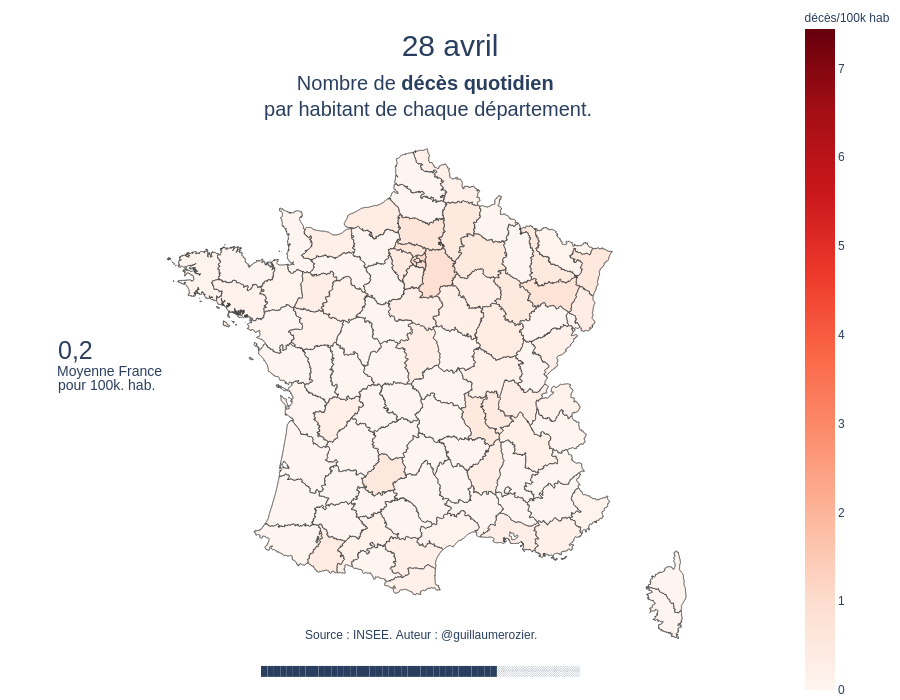 28 avril
Nombre de décès quotidien
par habitant de chaque département.
décès/100k hab
7
6
5
4
3
2
1
0
0,2
Moyenne France
pour 100k. hab.
Source : INSEE. Auteur : @guillaumerozier.